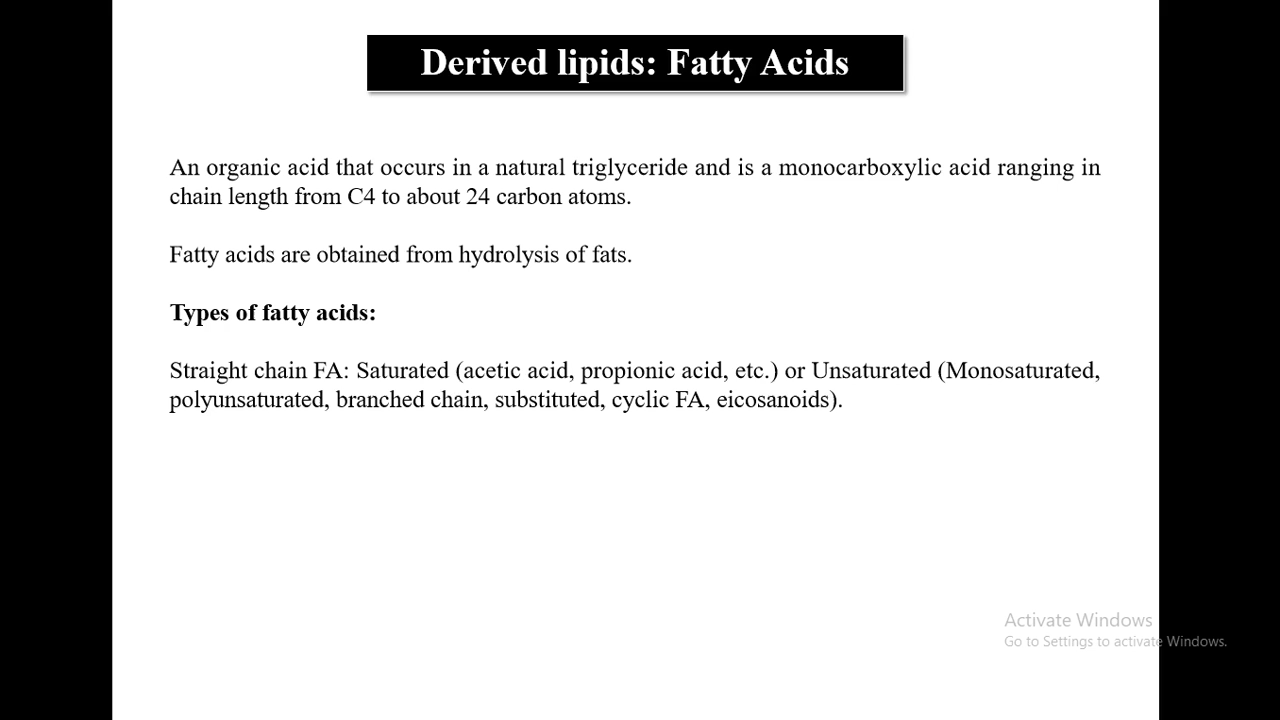 Derived lipids: Fatty Acids
An organic acid that occurs in a natural triglyceride and is a monocarboxylic acid ranging in
chain length from C4 to about 24 carbon atoms.
Fatty acids are obtained from hydrolysis of fats.
Types of fatty acids:
Straight chain FA: Saturated (acetic acid, propionic acid, etc.) or Unsaturated (Monosaturated,
polyunsaturated, branched chain, substituted, cyclic FA, eicosanoids).
Activate Windows
Go to Settings to activate Windows.